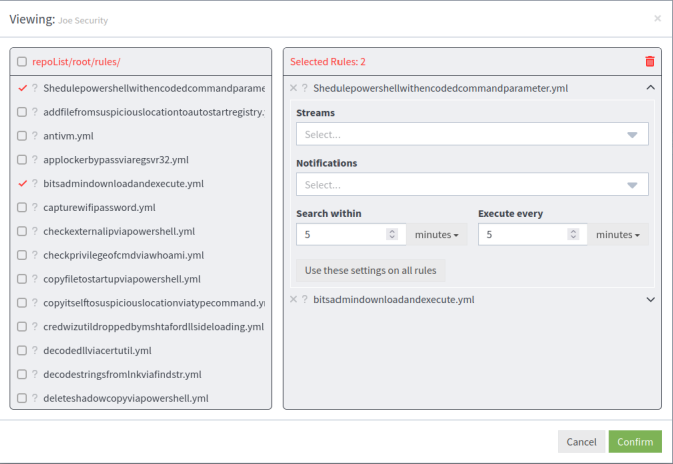 Viewing: Joe Security
×
repoList/root/rules/
? Shedulepowershellwithencodedcommandparame
? addfilefromsuspiciouslocationtoautostartregistry.
? antivm.yml
? applockerbypassviaregsvr32.yml
? bitsadmindownloadandexecute.yml
? capturewifipassword.yml
? checkexternalipviapowershell.yml
? checkprivilegeofcmdviawhoami.yml
? copyfiletostartupviapowershell.yml
? copyitselftosuspiciouslocationviatypecommand.yı
? credwizutildroppedbymshtafordllsideloading.yml
? decodedllviacertutil.yml
? decodestringsfromlnkviafindstr.yml
? deleteshadowcopyviapowershell.yml
Selected Rules: 2
× ? Shedulepowershellwithencodedcommandparameter.yml
Streams
Select...
Notifications
Select...
Search within
5 minutes
Execute every
5 minutes
Use these settings on all rules
× ? bitsadmindownloadandexecute.yml
Cancel
Confirm